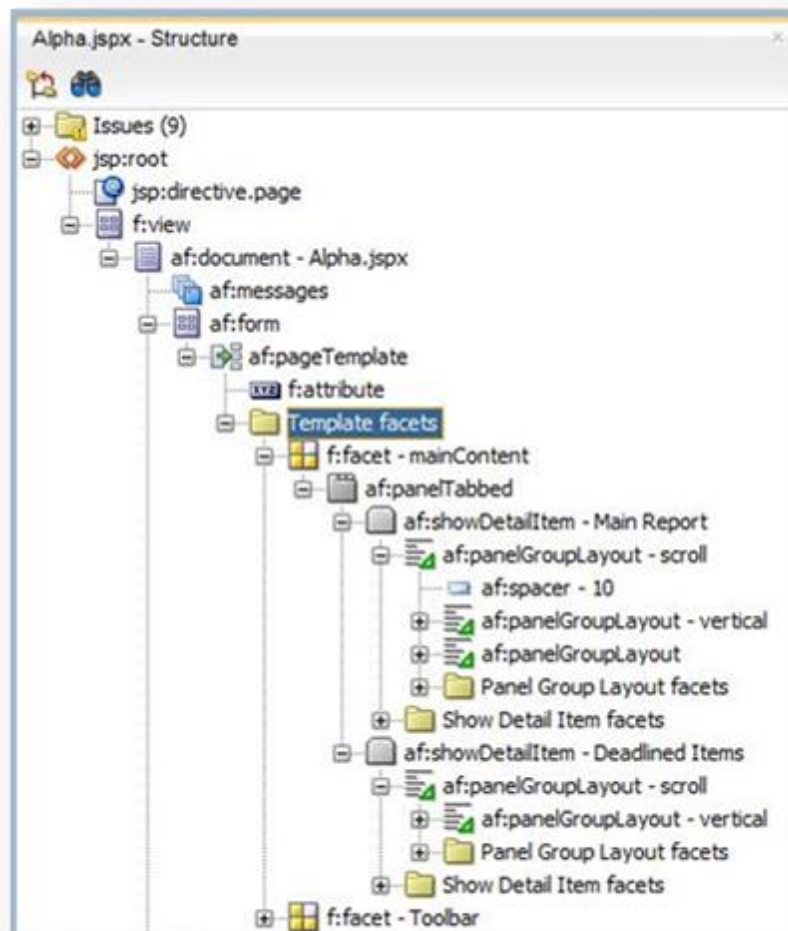 Alpha.jspx - Structure
Issues (9)
jsp:root
jsp:directive.page
f:view
af:document - Alpha.jspx
af:messages
af:form
af:pageTemplate
XYZ f:attribute
Template facets
f:facet - mainContent
af:panelTabbed
af:showDetailItem - Main Report
af:panelGroupLayout - scroll
af:spacer - 10
af:panelGroupLayout - vertical
af:panelGroupLayout
Panel Group Layout facets
Show Detail Item facets
af:showDetailItem - Deadlined Items
af:panelGroupLayout - scroll
af:panelGroupLayout - vertical
Panel Group Layout facets
Show Detail Item facets
f:facet - Toolbar